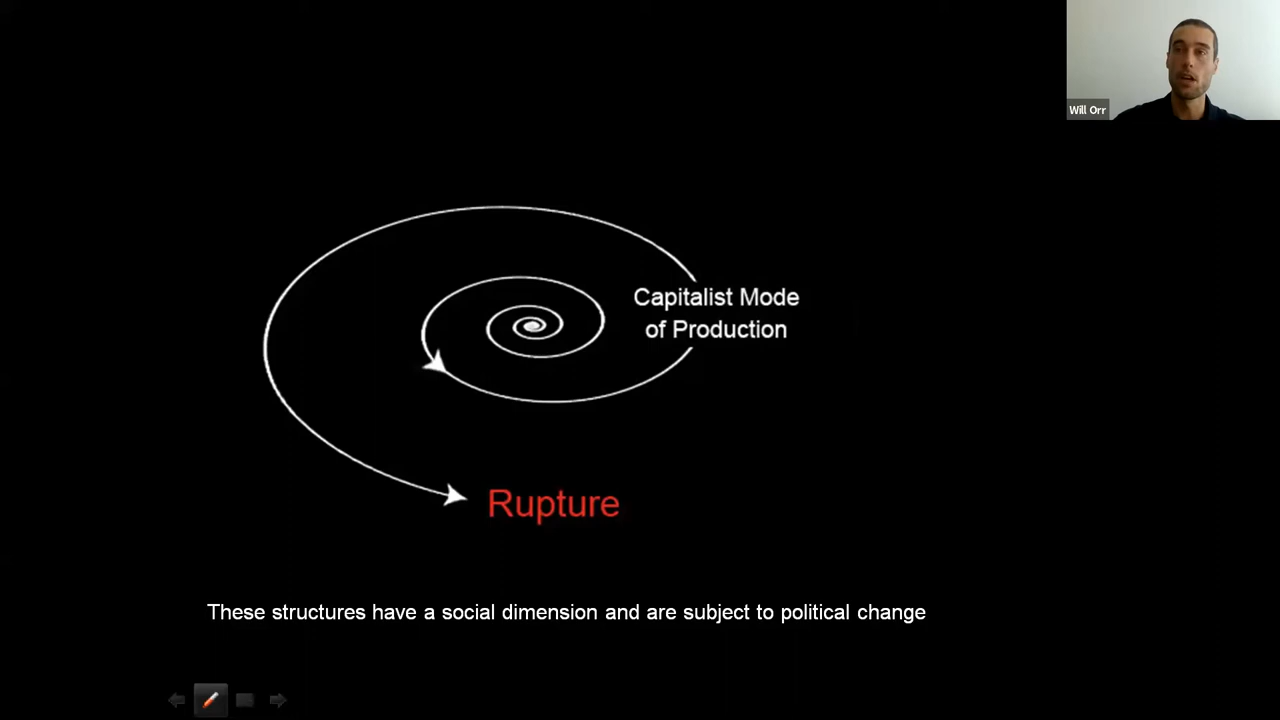 Will Orr
Capitalist Mode
of Production
Rupture
These structures have a social dimension and are subject to political change